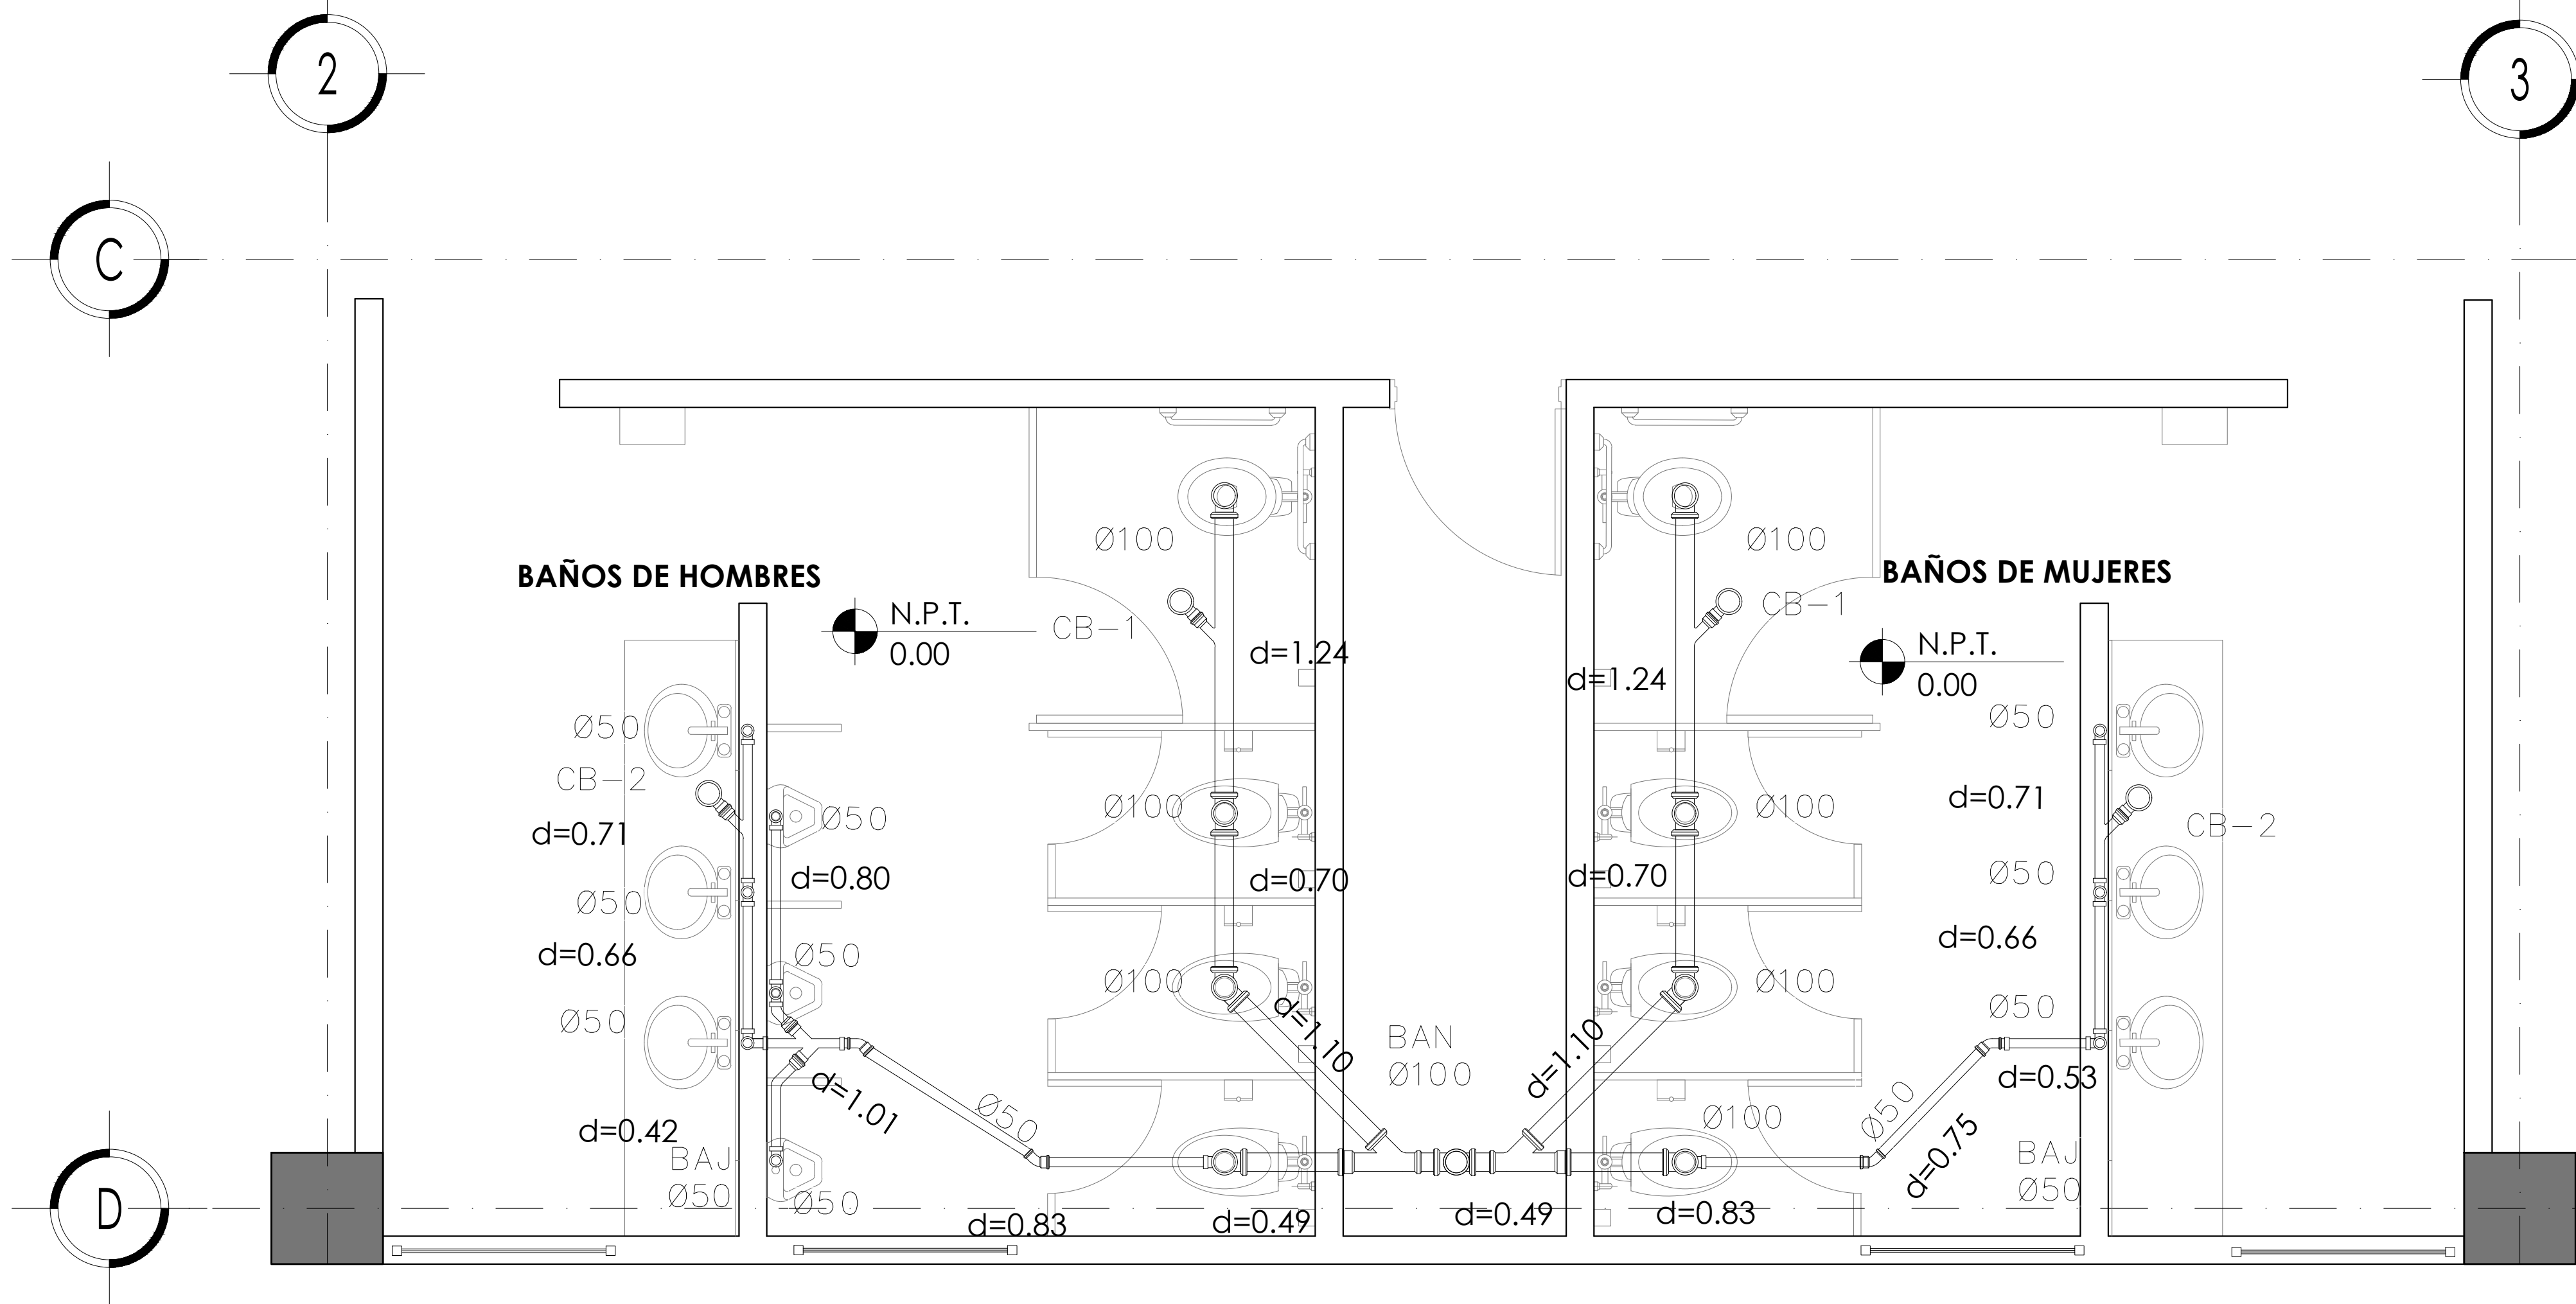 2
3
C
Ø100
Ø100
BAÑOS DE HOMBRES
BAÑOS DE MUJERES
N.P.T.
0.00
CB-1
CB-1
N.P.T.
0.00
d=1.24
d=1.24
Ø50
Ø50
CB-2
d=0.71
d=0.71
Ø50
Ø100
Ø100
CB-2
d=0.80
d=0.70
d=0.70
Ø50
Ø50
d=0.66
Ø50
d=0.66
Ø100
Ø100
Ø50
Ø50
d=1.10
BAN
Ø100
d=1.10
d=0.53
d=1.01
Ø50
Ø100
Ø50
d=0.42
d=0.75
BAJ
Ø50
BAJ
Ø50
Ø50
D
d=0.83
d=0.49
d=0.49
d=0.83